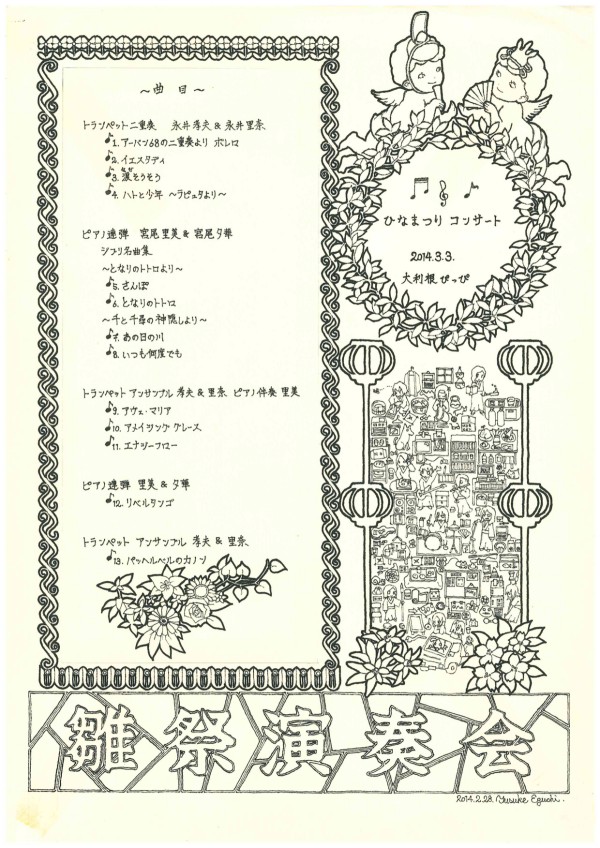 〜曲目〜
トランペット二重奏 永井孝夫 & 永井里奈
1. アーバン68の二重奏より ボレロ
2. イエスタディ
3. 涙そうそう
4. ハトと少年 〜ラピュタより〜
ピアノ連弾 宮尾里美 & 宮尾夕華
ジブリ名曲集
〜となりのトトロより〜
5. さんぽ
6. となりのトトロ
〜千と千尋の神隠しより〜
7. あの日の川
8. いつも何度でも
トランペット アンサンブル 孝夫 & 里奈 ピアノ伴奏 里美
9. アヴェ・マリア
10. アメイジング グレース
11. エナジーフロー
ピアノ連弾 里美 & 夕華
12. リベルタンゴ
トランペット アンサンブル 孝夫 & 里奈
13. パッヘルベルのカノン
ひなまつり コンサート
2014.3.3.
大利根ぴっぴ
雛祭演奏会
2014.2.28. Yusuke Eguchi.